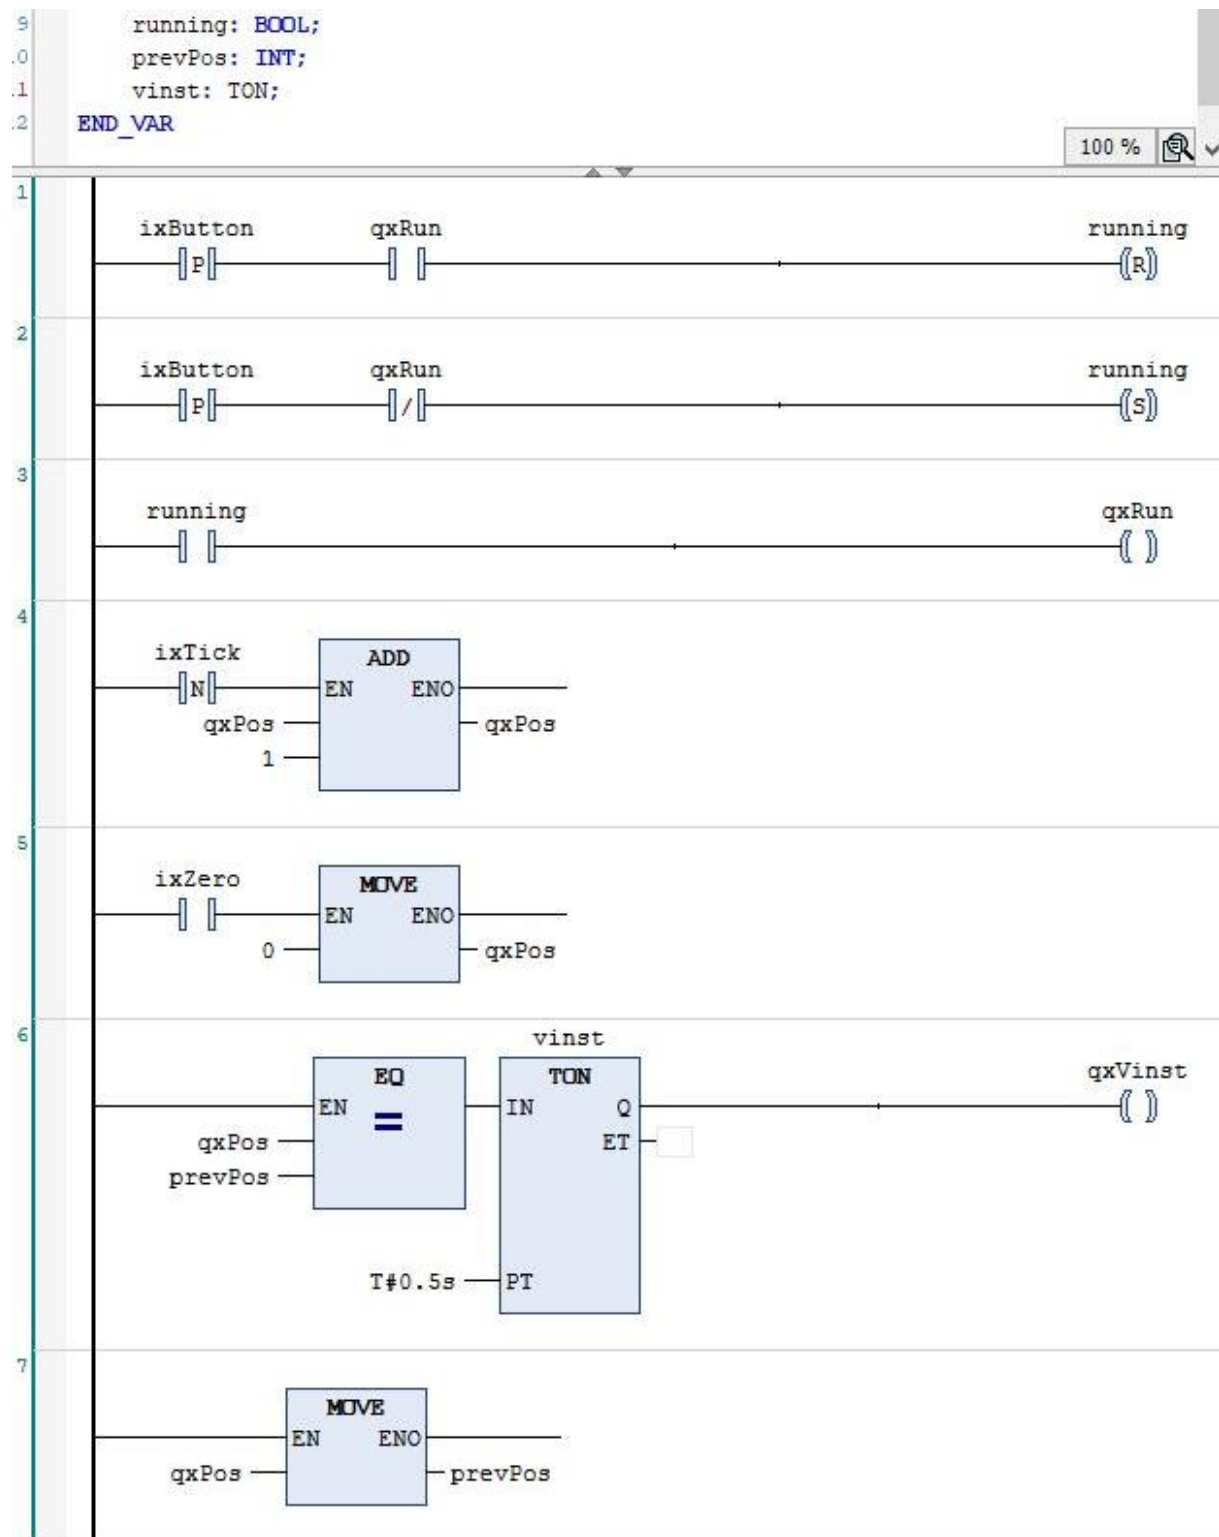 9 running: BOOL;
.0 prevPos: INT;
.1 vinst: TON;
.2 END_VAR
100 %
1
ixButton qxRun running
P R
2
ixButton qxRun running
P / S
3
running qxRun
4
ixTick ADD
N EN ENO
qxPos qxPos
1
5
ixZero MOVE
EN ENO
0 qxPos
6
vinst
EQ TON qxVinst
EN = IN Q
qxPos ET
prevPos
T#0.5s PT
7
MOVE
EN ENO
qxPos prevPos